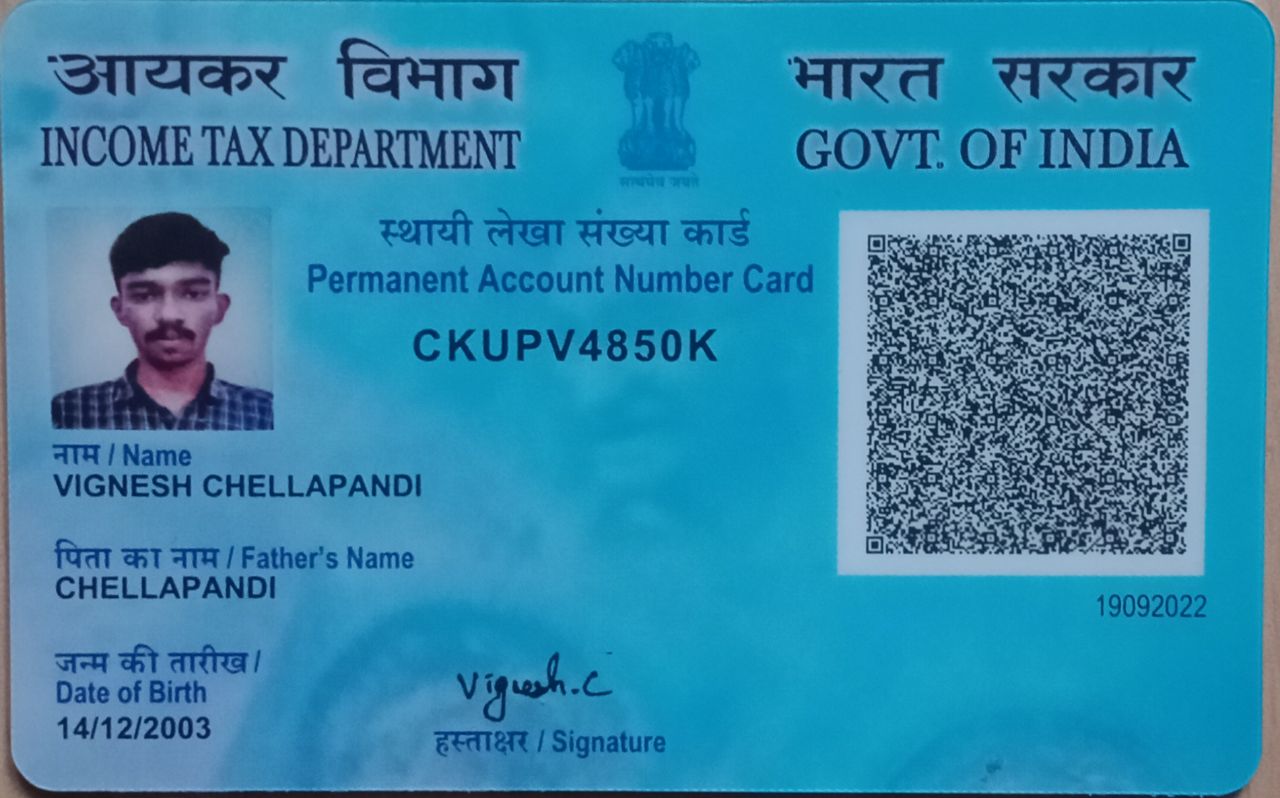 आयकर विभाग
INCOME TAX DEPARTMENT
सत्यमेव जयते
भारत सरकार
GOVT. OF INDIA
स्थायी लेखा संख्या कार्ड
Permanent Account Number Card
CKUPV4850K
नाम / Name
VIGNESH CHELLAPANDI
पिता का नाम / Father's Name
CHELLAPANDI
जन्म की तारीख /
Date of Birth
14/12/2003
Vignesh.C
हस्ताक्षर / Signature
19092022